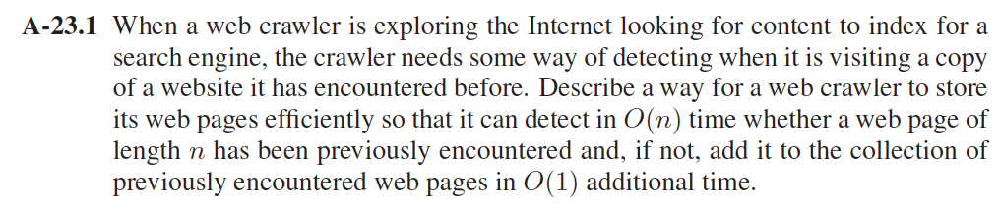 A-23.1 When a web crawler is exploring the Internet looking for content to index for a
search engine, the crawler needs some way of detecting when it is visiting a copy
of a website it has encountered before. Describe a way for a web crawler to store
its web pages efficiently so that it can detect in O(n) time whether a web page of
length n has been previously encountered and, if not, add it to the collection of
previously encountered web pages in O(1) additional time.